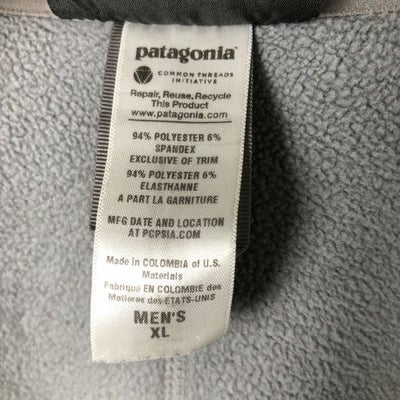 patagonia
COMMON THREADS
INITIATIVE
Repair, Reuse, Recycle
This Product
www.patagonia.com
94% POLYESTER 6%
SPANDEX
EXCLUSIVE OF TRIM
94% POLYESTER 6%
ELASTHANNE
A PART LA GARNITURE
MFG DATE AND LOCATION
AT PCPSIA.COM
Made in COLOMBIA of U.S.
Materials
Fabriqué EN COLOMBIE des
Matieres des ETATS-UNIS
MEN'S
XL